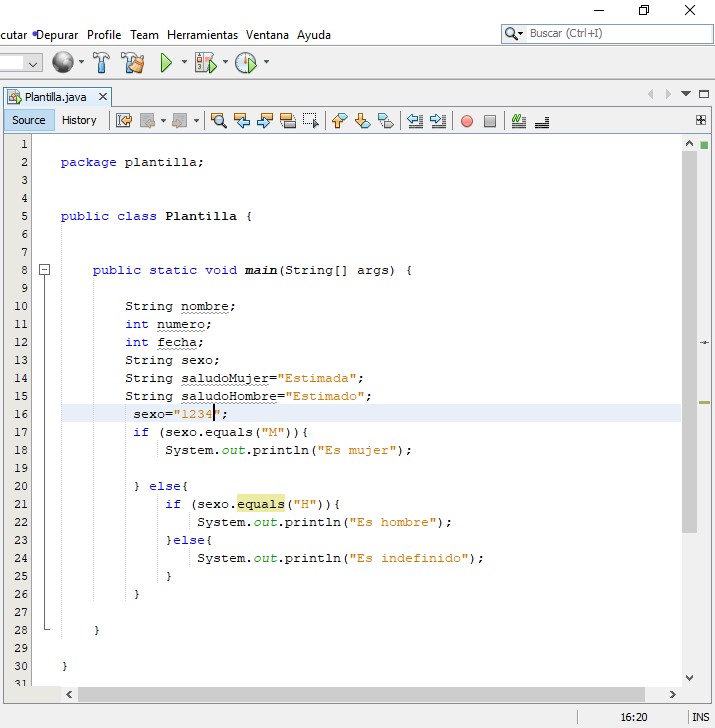 cutar Depurar Profile Team Herramientas Ventana Ayuda
Buscar (Ctrl+I)
Plantilla.java
Source History
1
2 package plantilla;
3
4
5 public class Plantilla {
6
7
8 public static void main(String[] args) {
9
10 String nombre;
11 int numero;
12 int fecha;
13 String sexo;
14 String saludoMujer="Estimada";
15 String saludoHombre="Estimado";
16 sexo="1234";
17 if (sexo.equals("M")){
18 System.out.println("Es mujer");
19
20 } else{
21 if (sexo.equals("H")){
22 System.out.println("Es hombre");
23 }else{
24 System.out.println("Es indefinido");
25 }
26 }
27
28 }
29
30 }
31
16:20 INS